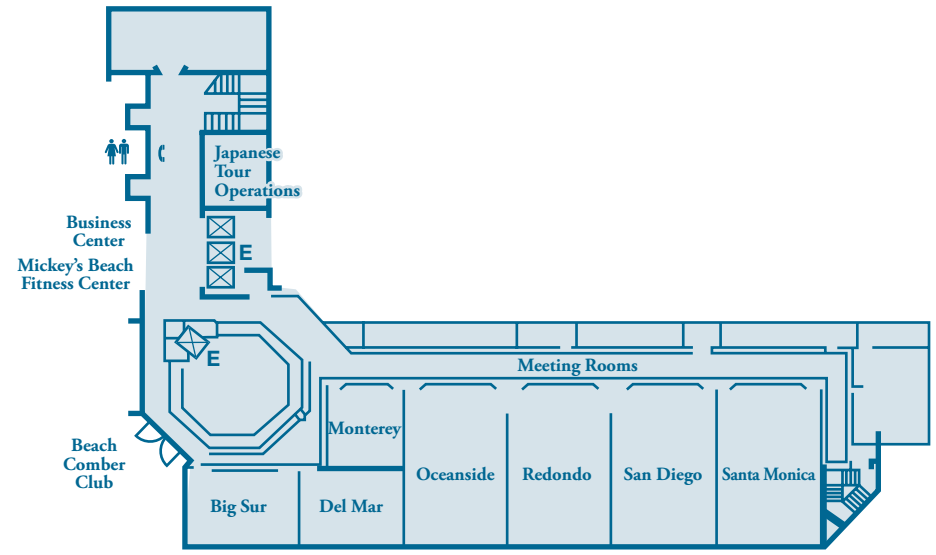 Japanese
Tour
Operations
Business
Center
E
Mickey’s Beach
Fitness Center
E
Meeting Rooms
Monterey
Beach
Comber
Club
Oceanside
Redondo
San Diego
Santa Monica
Big Sur
Del Mar